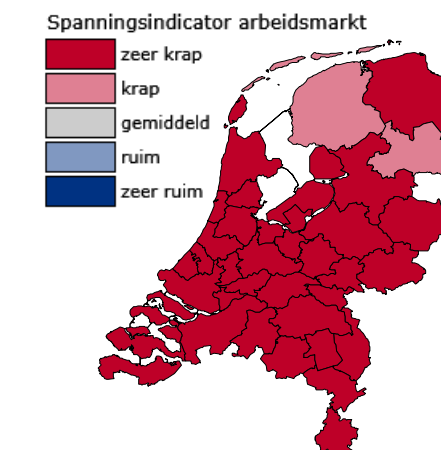 Spanningsindicator arbeidsmarkt
zeer krap
krap
gemiddeld
ruim
zeer ruim